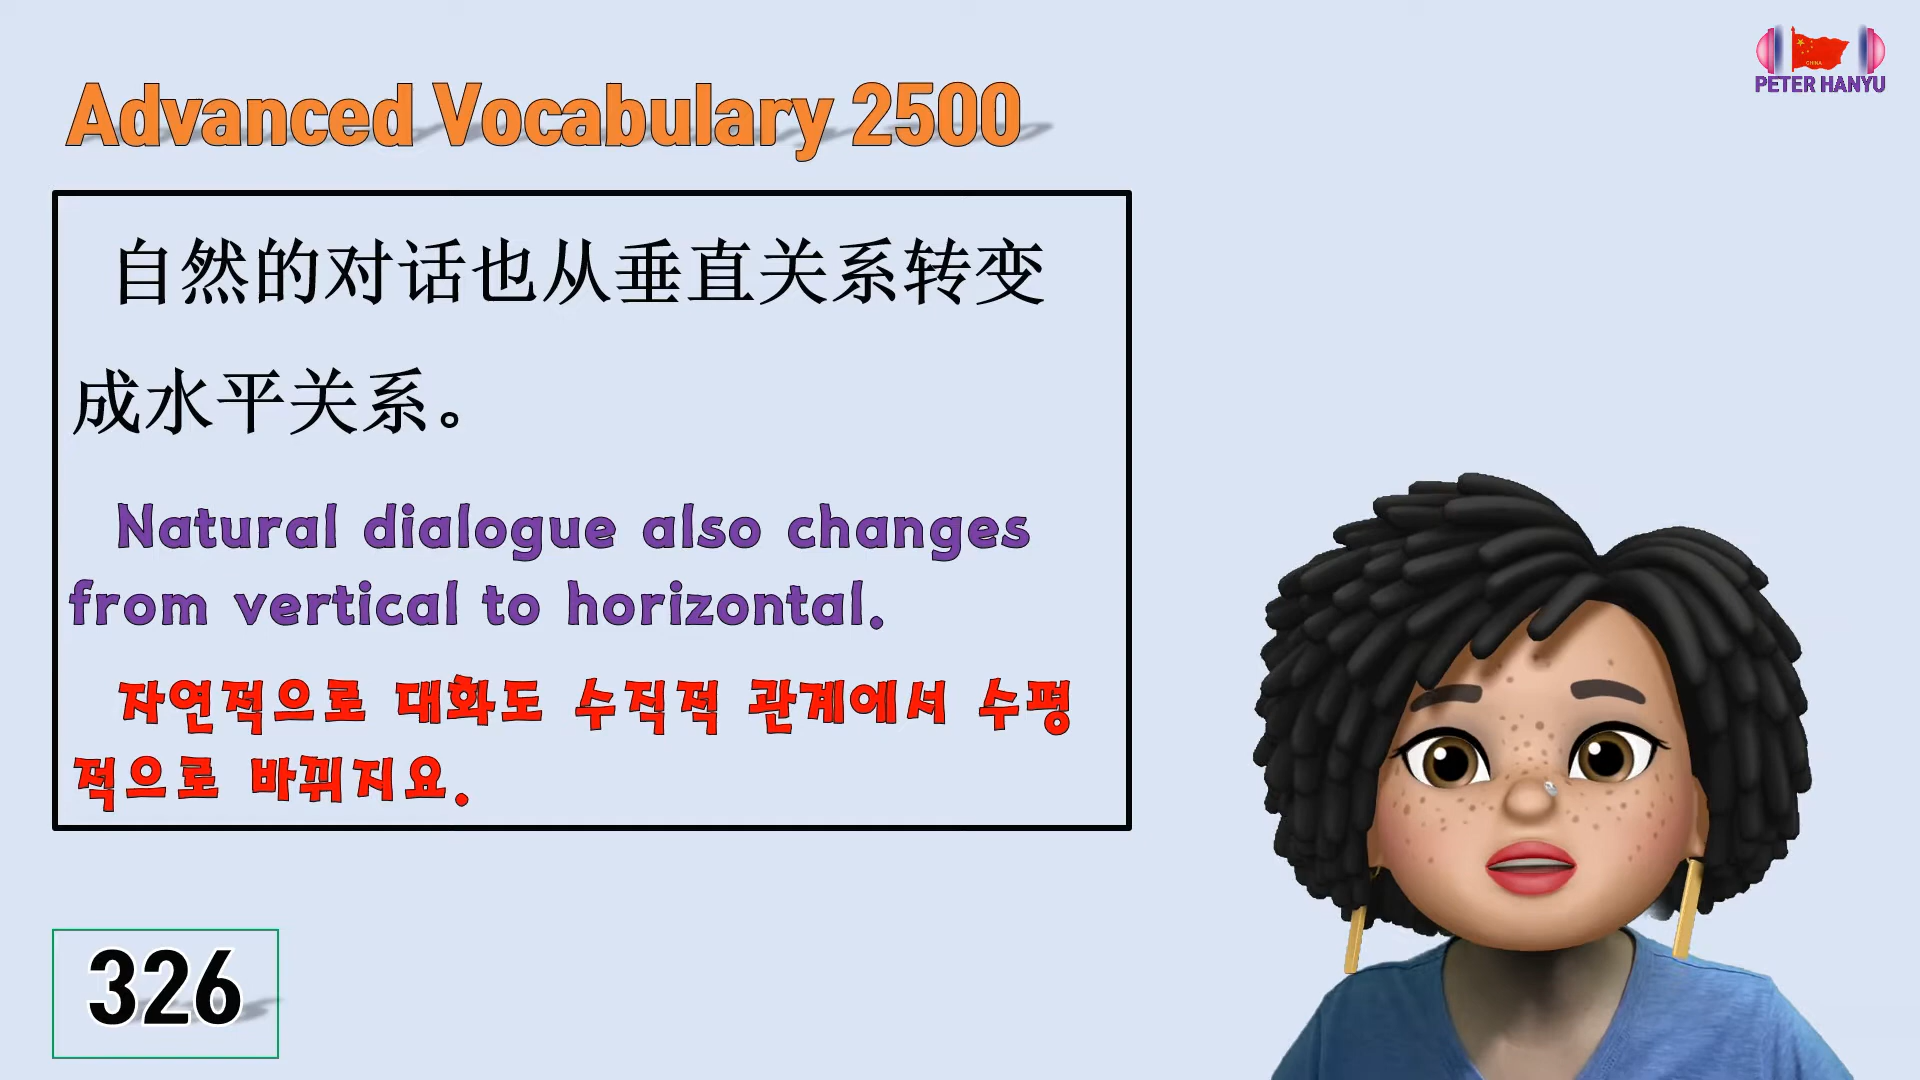 PETER HANYU
Advanced Vocabulary 2500
自然的对话也从垂直关系转变
成水平关系。
Natural dialogue also changes
from vertical to horizontal.
자연적으로 대화도 수직적 관계에서 수평
적으로 바뀌지요.
326